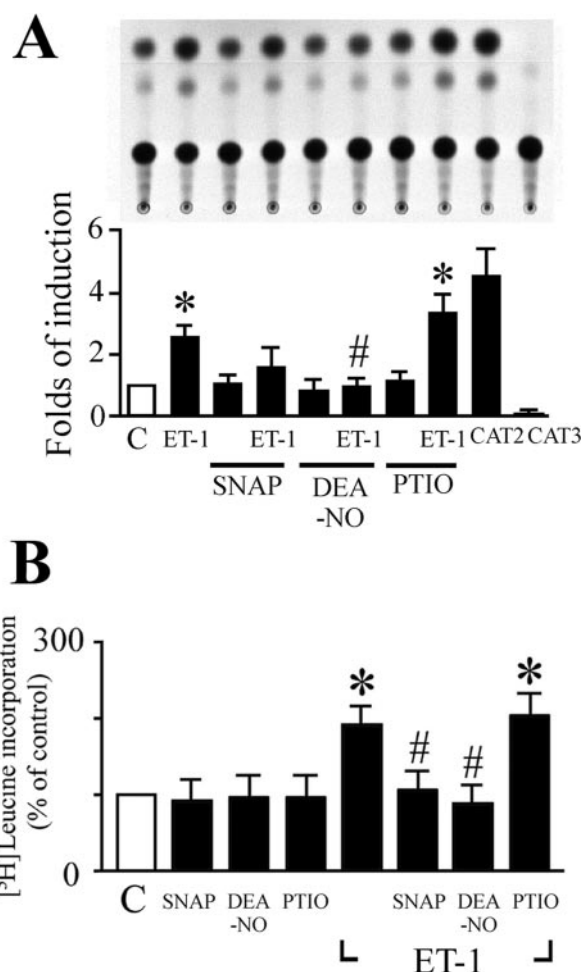 A
6
4
2
0
Folds of induction
* # *
C ET-1 ET-1 ET-1 ET-1 CAT2 CAT3
SNAP DEA PTIO
-NO
B
300
0
[³H]Leucine incorporation
(% of control)
* # # *
C SNAP DEA PTIO SNAP DEA PTIO
-NO -NO
ET-1